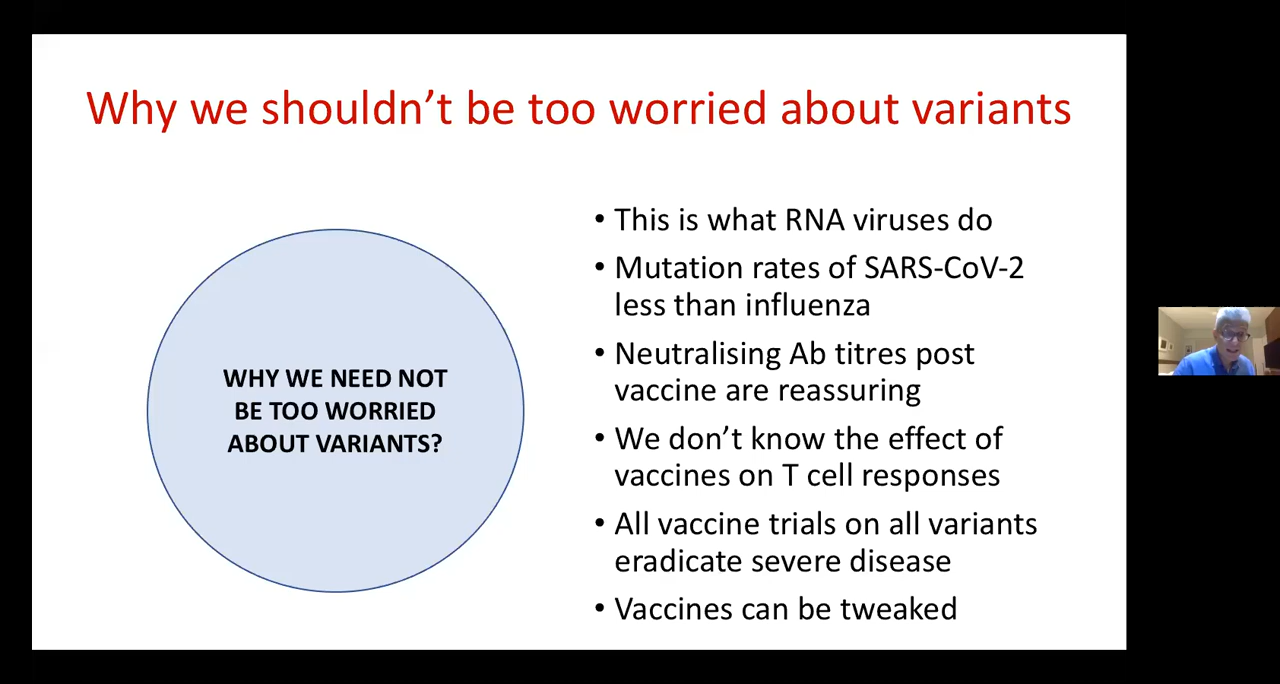 Why we shouldn't be too worried about variants
WHY WE NEED NOT
BE TOO WORRIED
ABOUT VARIANTS?
• This is what RNA viruses do
• Mutation rates of SARS-CoV-2
less than influenza
• Neutralising Ab titres post
vaccine are reassuring
• We don't know the effect of
vaccines on T cell responses
• All vaccine trials on all variants
eradicate severe disease
• Vaccines can be tweaked